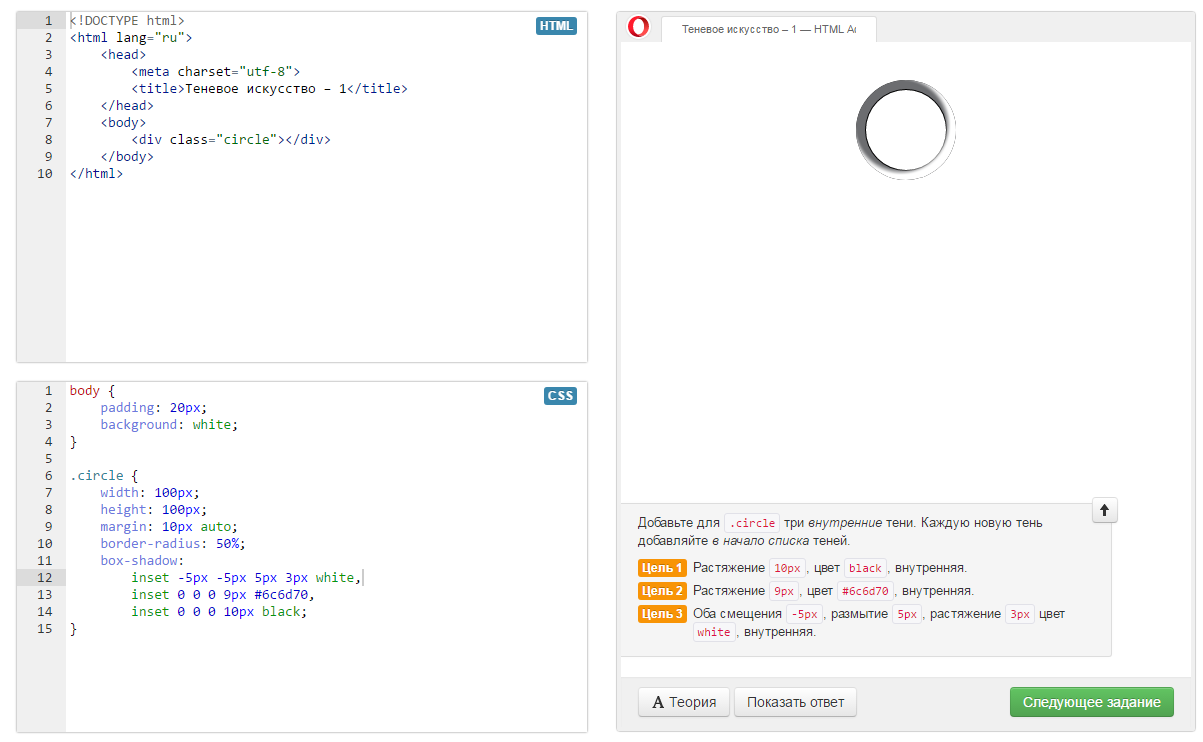 1 <!DOCTYPE html>
HTML
2 <html lang="ru">
3 <head>
4 <meta charset="utf-8">
5 <title>Теневое искусство – 1</title>
6 </head>
7 <body>
8 <div class="circle"></div>
9 </body>
10 </html>
1 body {
CSS
2 padding: 20px;
3 background: white;
4 }
5
6 .circle {
7 width: 100px;
8 height: 100px;
9 margin: 10px auto;
10 border-radius: 50%;
11 box-shadow:
12 inset -5px -5px 5px 3px white,
13 inset 0 0 0 9px #6c6d70,
14 inset 0 0 0 10px black;
15 }
Теневое искусство – 1 — HTML Ac
Добавьте для .circle три внутренние тени. Каждую новую тень
добавляйте в начало списка теней.
Цель 1 Растяжение 10px, цвет black, внутренняя.
Цель 2 Растяжение 9px, цвет #6c6d70, внутренняя.
Цель 3 Оба смещения -5px, размытие 5px, растяжение 3px цвет
white, внутренняя.
A Теория
Показать ответ
Следующее задание